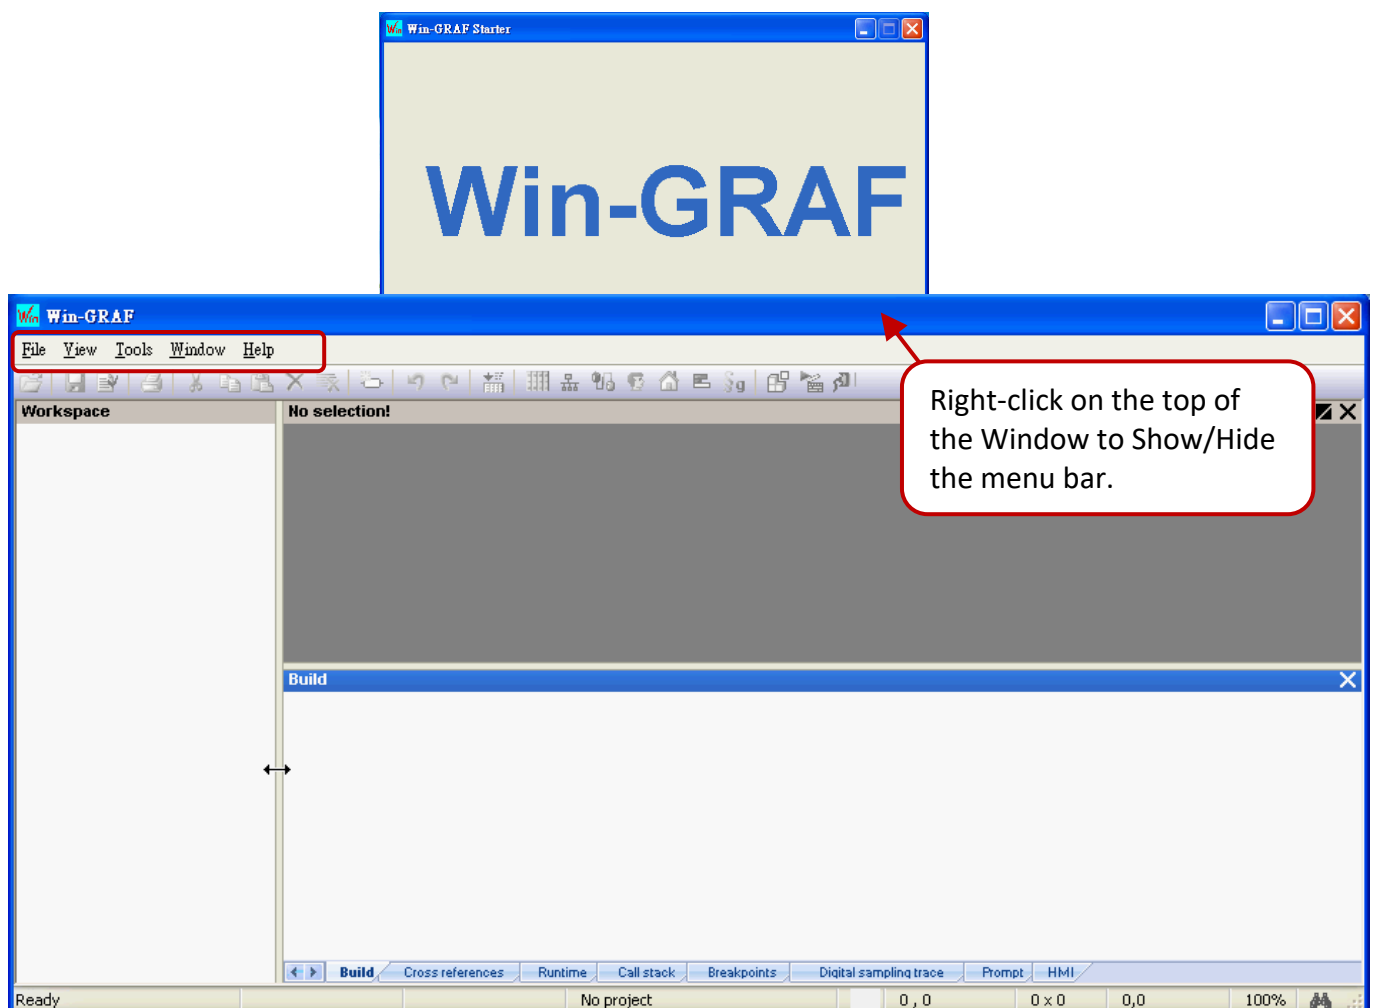 Win-GRAF Starter
Win-GRAF
Win-GRAF
File View Tools Window Help
Right-click on the top of
the Window to Show/Hide
the menu bar.
Workspace
No selection!
Build
Build Cross references Runtime Call stack Breakpoints Digital sampling trace Prompt HMI
Ready No project 0 , 0 0 x 0 0,0 100%